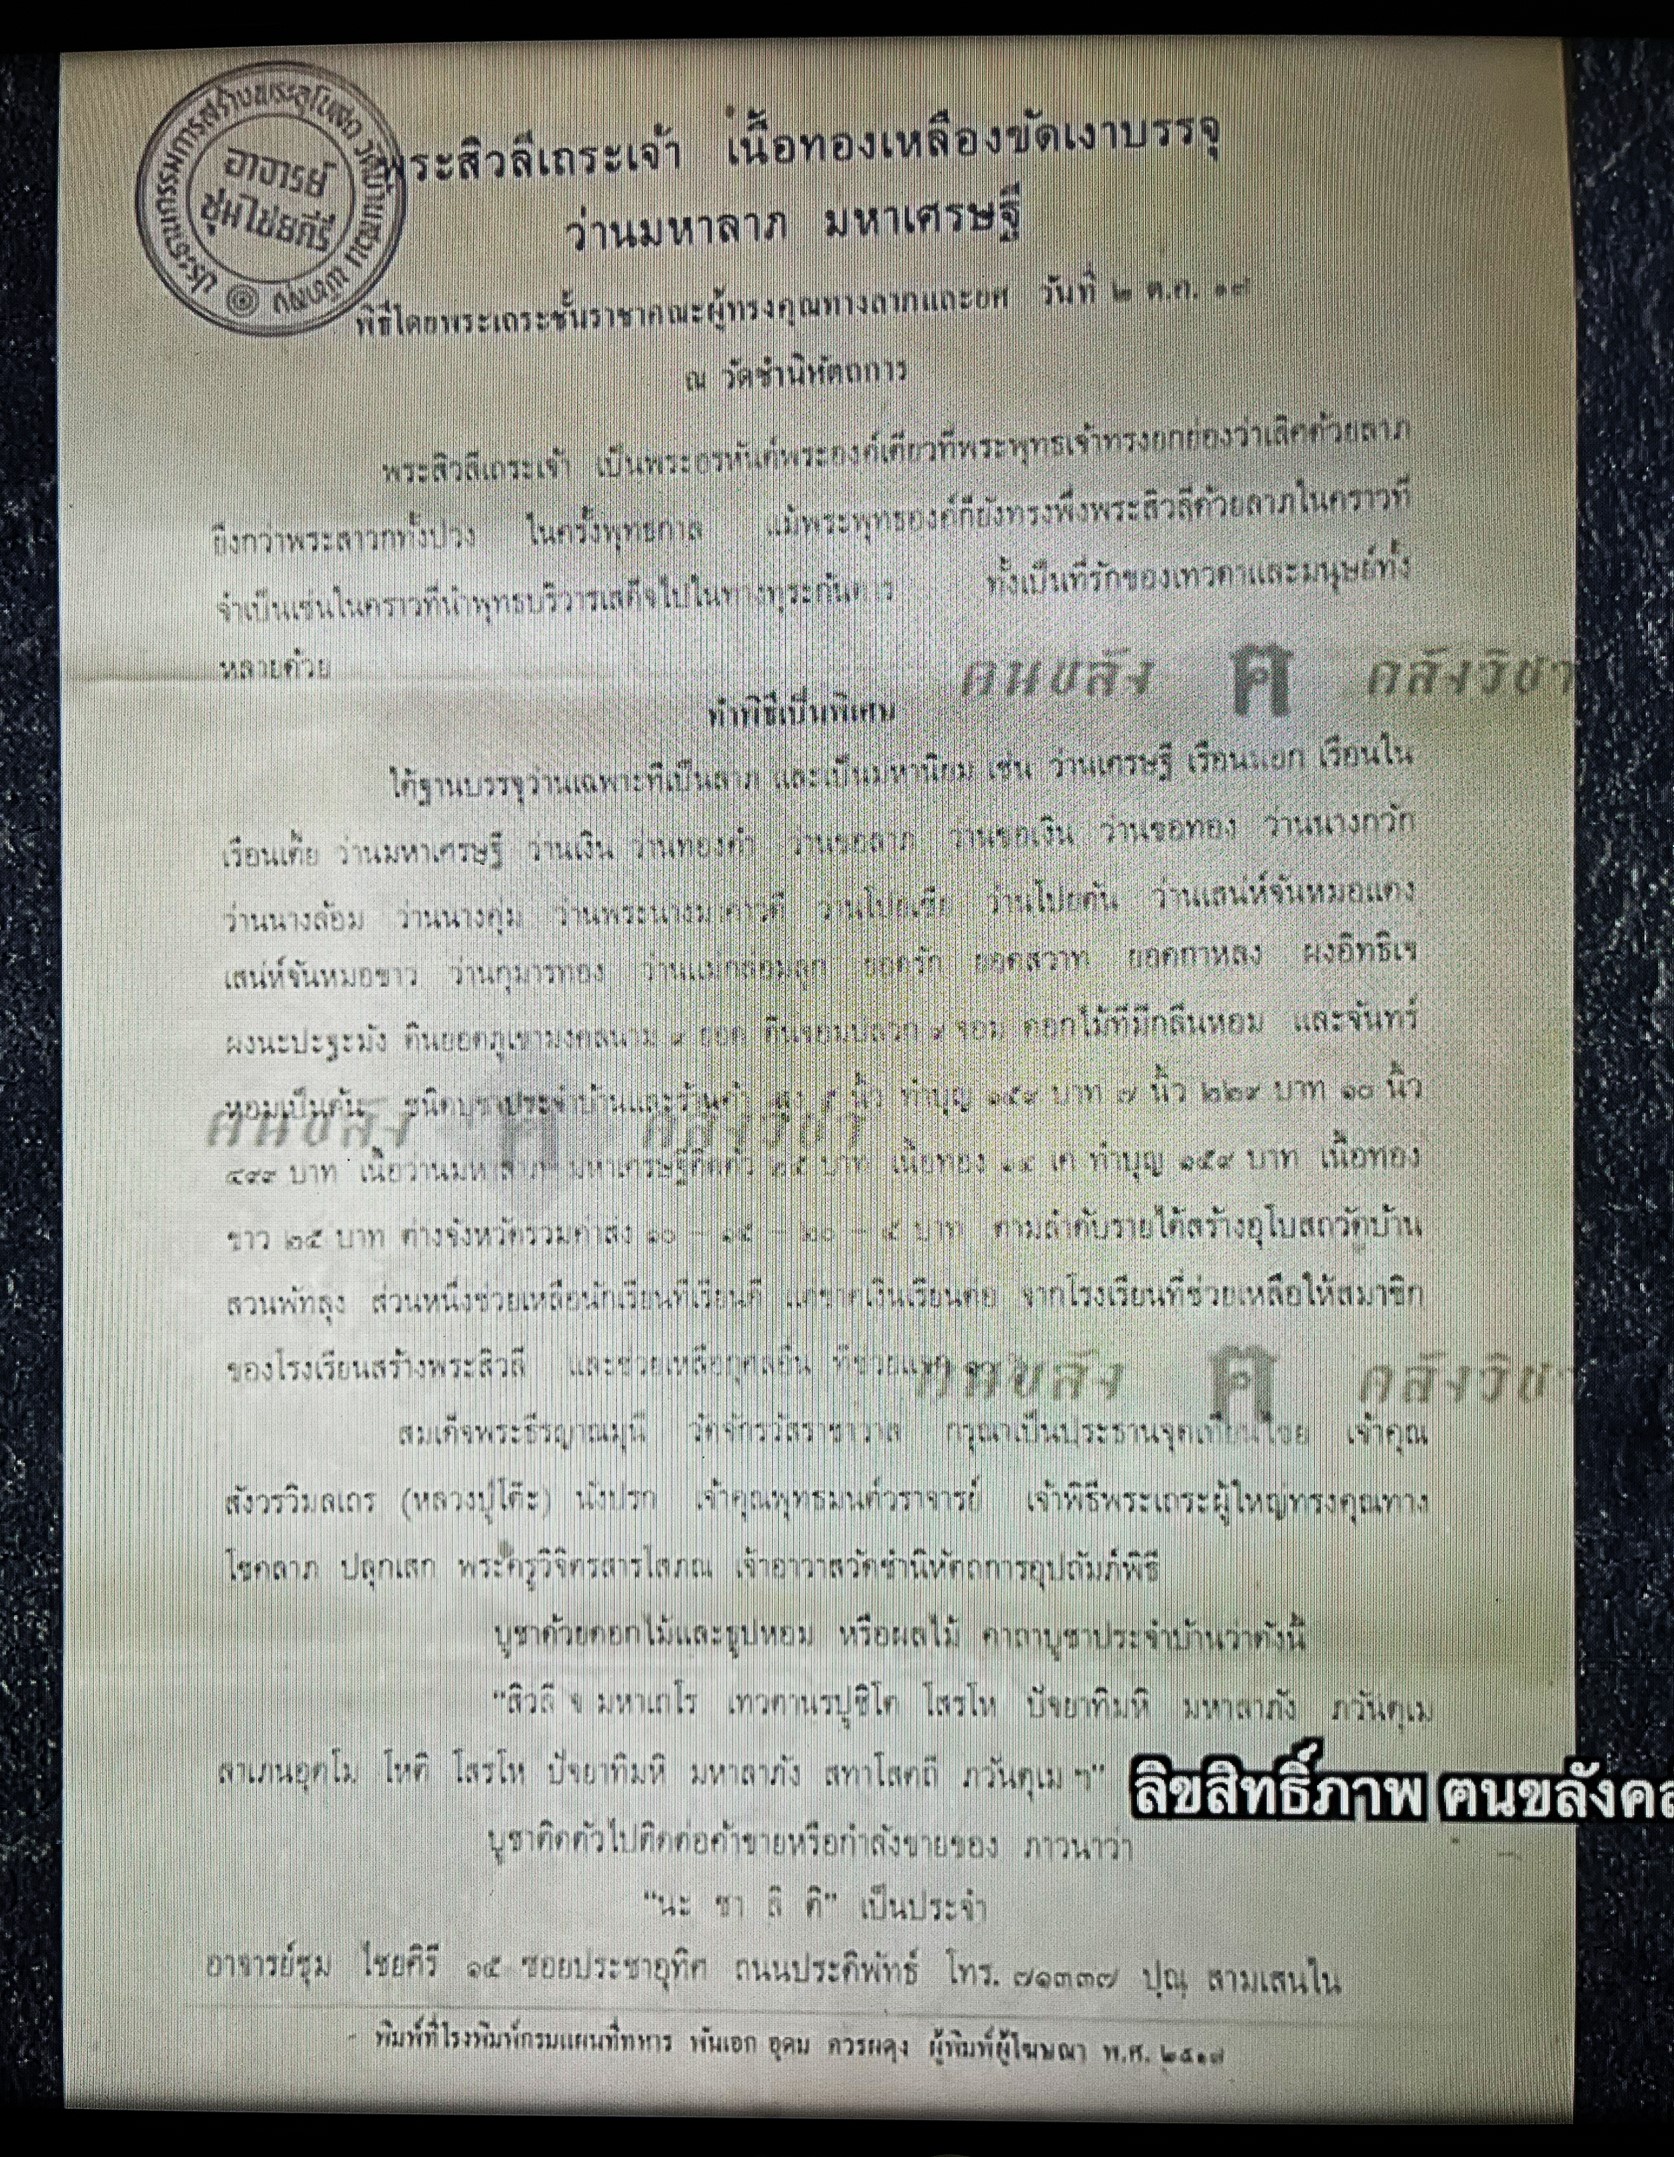 ประธานกรรมการสร้างพระอุโบสถ วัดบ้านสวน พัทลุง
อาจารย์
ชุม ไชยคีรี
พระสิวลีเถระเจ้า เนื้อทองเหลืองขัดเงาบรรจุ
ว่านมหาลาภ มหาเศรษฐี
พิธีโดยพระเถระชั้นราชาคณะผู้ทรงคุณทางลาภและยศ วันที่ ๒ ต.ค. ๑๗
ณ วัดชำนิหัตถการ
พระสิวลีเถระเจ้า เป็นพระอรหันต์พระองค์เดียวที่พระพุทธเจ้าทรงยกย่องว่าเลิศด้วยลาภ
ยิ่งกว่าพระสาวกทั้งปวง ในครั้งพุทธกาล แม้พระพุทธองค์ก็ยังทรงพึ่งพระสิวลีด้วยลาภในคราวที่
จำเป็นเช่นในคราวที่นำพุทธบริวารเสด็จไปในทางทุระกันดาร ทั้งเป็นที่รักของเทวดาและมนุษย์ทั้ง
หลายด้วย
ฅนขลัง ฅ คลังวิชา
ทำพิธีเป็นพิเศษ
ใต้ฐานบรรจุว่านเฉพาะที่เป็นลาภ และเป็นมหานิยม เช่น ว่านเศรษฐี เรือนนอก เรือนใน
เรือนเตี้ย ว่านมหาเศรษฐี ว่านเงิน ว่านทองคำ ว่านขอลาภ ว่านขอเงิน ว่านขอทอง ว่านนางกวัก
ว่านนางล้อม ว่านนางคุ่ม ว่านพระนาง ว่านโปยเซียน ว่านเสน่ห์จันหมอแดง
เสน่ห์จันหมอขาว ว่านกุมารทอง ว่านแม่กล่อมลูก ยอดรัก ยอดสวาท ยอดกาหลง ผงอิทธิเจ
ผงนะปะฐะมัง ดินยอดภูเขามงคลนาม ๙ ยอด ดินจอมปลวก ๙ จอม ดอกไม้ที่มีกลิ่นหอม และจันทร์
หอมเป็นต้น ชนิดบูชาประจำบ้านและร้านค้า สูง ๕ นิ้ว ทำบุญ ๑๕๙ บาท ๗ นิ้ว ๒๒๙ บาท ๑๐ นิ้ว
ฅนขลัง ฅ คลังวิชา
๔๙๙ บาท เนื้อว่านมหาลาภ มหาเศรษฐีติดตัว ๒๕ บาท เนื้อทอง ๑๔ เค ทำบุญ ๑๕๙ บาท เนื้อทอง
ขาว ๒๕ บาท ต่างจังหวัดรวมค่าส่ง ๑๐ – ๑๕ – ๒๐ – ๕ บาท ตามลำดับรายได้สร้างอุโบสถวัดบ้าน
สวนพัทลุง ส่วนหนึ่งช่วยเหลือนักเรียนที่เรียนดี แต่ขาดเงินเรียนต่อ จากโรงเรียนที่ช่วยเหลือให้สมาชิก
ของโรงเรียนสร้างพระสิวลี และช่วยเหลือกุศลอื่น ที่ช่วยแรง
ฅนขลัง ฅ คลังวิชา
สมเด็จพระธีรญาณมุนี วัดจักรวัสราชาวาส กรุณาเป็นประธานจุดเทียนไชย เจ้าคุณ
สังวรวิมลเถร (หลวงปู่โต๊ะ) นั่งปรก เจ้าคุณพุทธมนต์วราจารย์ เจ้าพิธีพระเถระผู้ใหญ่ทรงคุณทาง
โชคลาภ ปลุกเสก พระครูวิจิตรสารโสภณ เจ้าอาวาสวัดชำนิหัตถการอุปถัมภ์พิธี
บูชาด้วยดอกไม้และธูปหอม หรือผลไม้ คาถาบูชาประจำบ้านว่าดังนี้
"สิวลี จ มหาเถโร เทวตานรปุชิโต โสรโห ปัจยาทิมหิ มหาลาภัง ภวันตุเม
ลาเภนอุตโม โหติ โสรโห ปัจยาทิมหิ มหาลาภัง สทาโสตถี ภวันตุเม ฯ"
ลิขสิทธิ์ภาพ ฅนขลังคล
บูชาติดตัวไปติดต่อค้าขายหรือกำลังขายของ ภาวนาว่า
"นะ ชา ลิ ติ" เป็นประจำ
อาจารย์ชุม ไชยคีรี ๑๕ ซอยประชาอุทิศ ถนนประดิพัทธ์ โทร. ๗๑๓๓๗ ปณ สามเสนใน
พิมพ์ที่โรงพิมพ์กรมแผนที่ทหาร พันเอก อุดม ควรผดุง ผู้พิมพ์ผู้โฆษณา พ.ศ. ๒๕๑๗